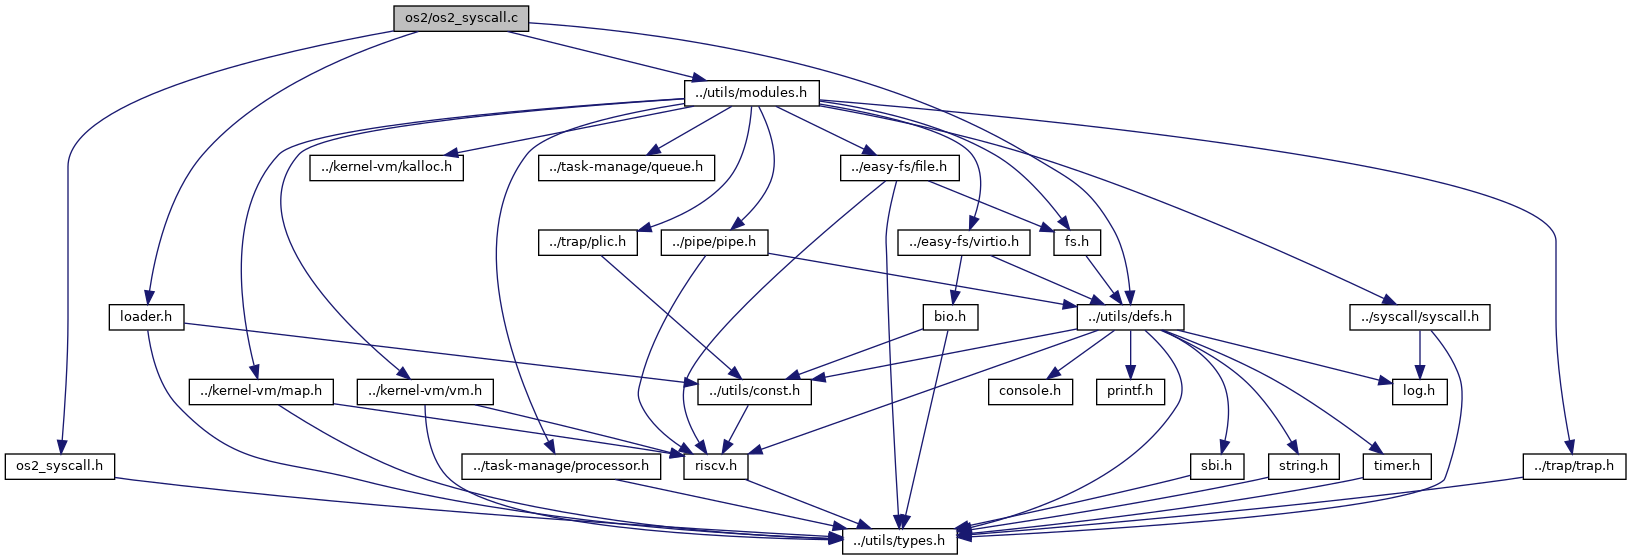 os2/os2_syscall.c
../utils/modules.h
../kernel-vm/kalloc.h
../task-manage/queue.h
../easy-fs/file.h
../trap/plic.h
../pipe/pipe.h
../easy-fs/virtio.h
fs.h
loader.h
bio.h
../utils/defs.h
../syscall/syscall.h
../kernel-vm/map.h
../kernel-vm/vm.h
../utils/const.h
console.h
printf.h
log.h
os2_syscall.h
../task-manage/processor.h
riscv.h
sbi.h
string.h
timer.h
../trap/trap.h
../utils/types.h